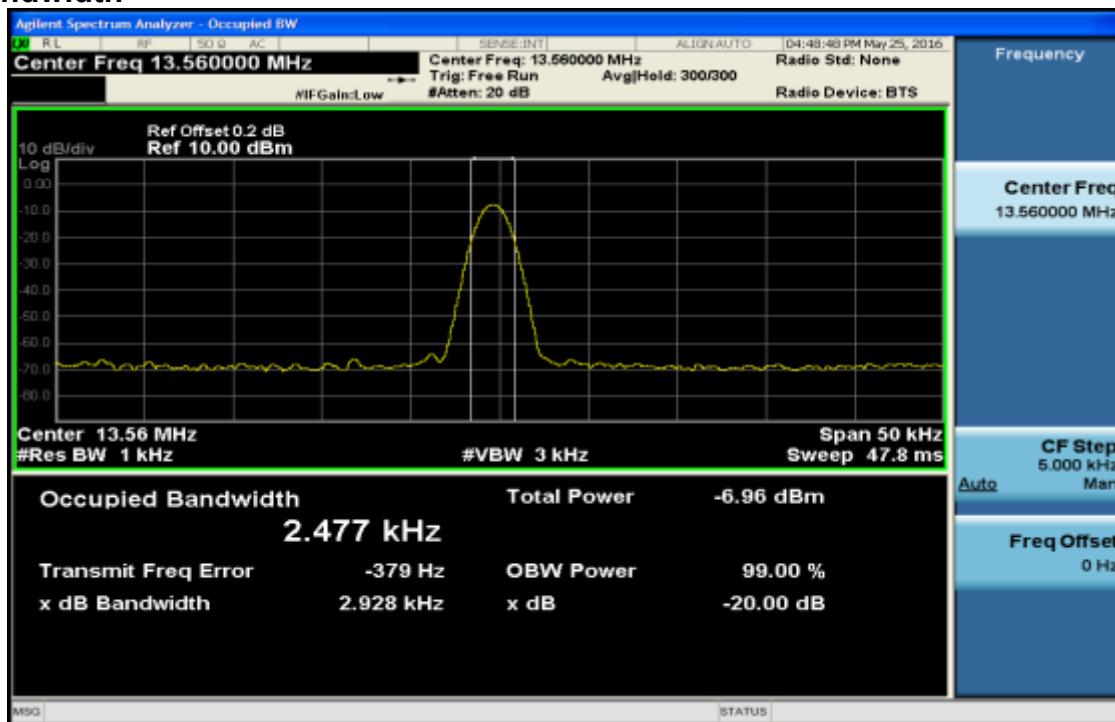 ndwidth
Agilent Spectrum Analyzer - Occupied BW
RL RF 50 Ω AC SENSE:INT ALIGN AUTO 04:48:48 PM May 25, 2016
Center Freq 13.560000 MHz
Center Freq: 13.560000 MHz Radio Std: None
Trig: Free Run Avg|Hold: 300/300
#IFGain:Low #Atten: 20 dB Radio Device: BTS
Frequency
Ref Offset 0.2 dB
10 dB/div Ref 10.00 dBm
Log
0.00
-10.0
-20.0
-30.0
-40.0
-50.0
-60.0
-70.0
-80.0
Center 13.56 MHz Span 50 kHz
#Res BW 1 kHz #VBW 3 kHz Sweep 47.8 ms
Occupied Bandwidth Total Power -6.96 dBm
2.477 kHz
Transmit Freq Error -379 Hz OBW Power 99.00 %
x dB Bandwidth 2.928 kHz x dB -20.00 dB
Center Freq
13.560000 MHz
CF Step
5.000 kHz
Auto Man
Freq Offset
0 Hz
MSG STATUS